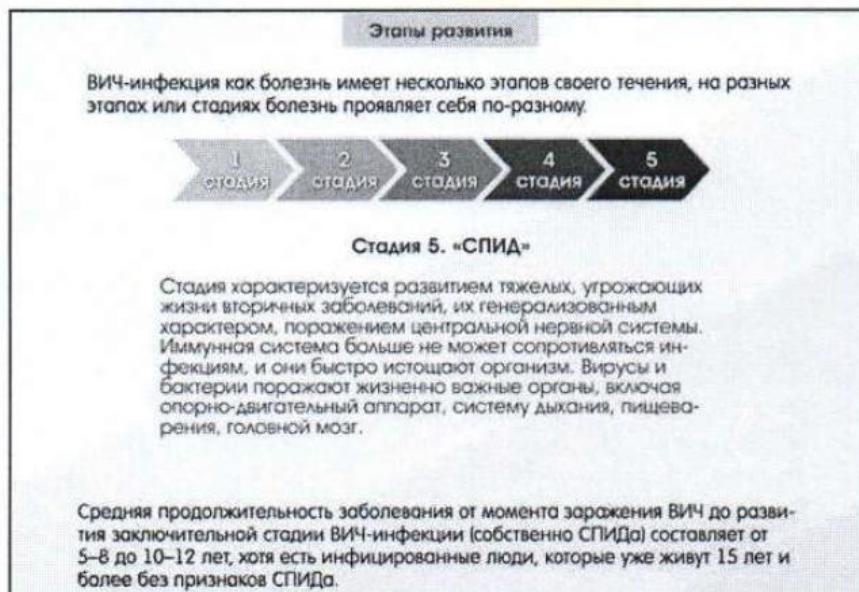 Этапы развития
ВИЧ-инфекция как болезнь имеет несколько этапов своего течения, на разных
этапах или стадиях болезнь проявляет себя по-разному.
1 стадия
2 стадия
3 стадия
4 стадия
5 стадия
Стадия 5. «СПИД»
Стадия характеризуется развитием тяжелых, угрожающих
жизни вторичных заболеваний, их генерализованным
характером, поражением центральной нервной системы.
Иммунная система больше не может сопротивляться ин-
фекциям, и они быстро истощают организм. Вирусы и
бактерии поражают жизненно важные органы, включая
опорно-двигательный аппарат, систему дыхания, пищева-
рения, головной мозг.
Средняя продолжительность заболевания от момента заражения ВИЧ до разви-
тия заключительной стадии ВИЧ-инфекции (собственно СПИДа) составляет от
5–8 до 10–12 лет, хотя есть инфицированные люди, которые уже живут 15 лет и
более без признаков СПИДа.